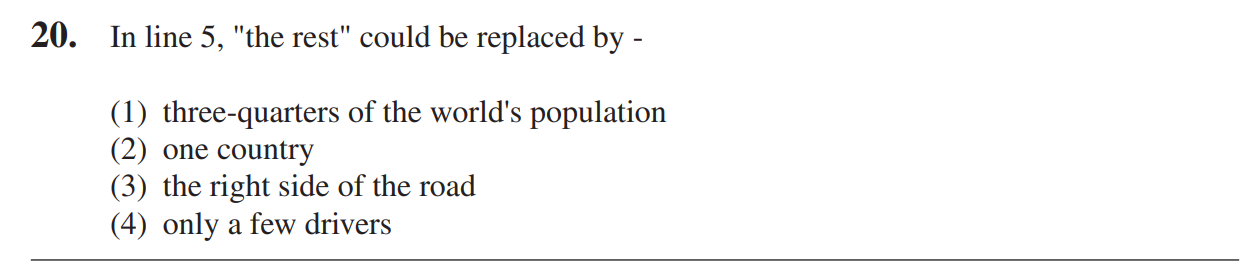 20. In line 5, "the rest" could be replaced by -
(1) three-quarters of the world's population
(2) one country
(3) the right side of the road
(4) only a few drivers